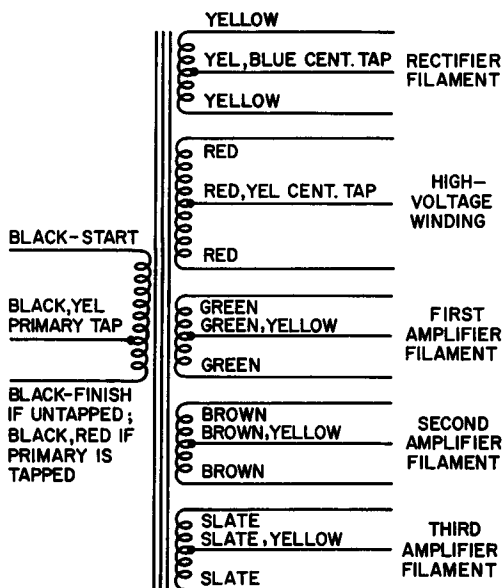 YELLOW
YEL,BLUE CENT. TAP
YELLOW
RECTIFIER
FILAMENT
RED
RED,YEL CENT. TAP
RED
HIGH-
VOLTAGE
WINDING
BLACK-START
BLACK,YEL
PRIMARY TAP
BLACK-FINISH
IF UNTAPPED;
BLACK,RED IF
PRIMARY IS
TAPPED
GREEN
GREEN,YELLOW
GREEN
FIRST
AMPLIFIER
FILAMENT
BROWN
BROWN,YELLOW
BROWN
SECOND
AMPLIFIER
FILAMENT
SLATE
SLATE,YELLOW
SLATE
THIRD
AMPLIFIER
FILAMENT